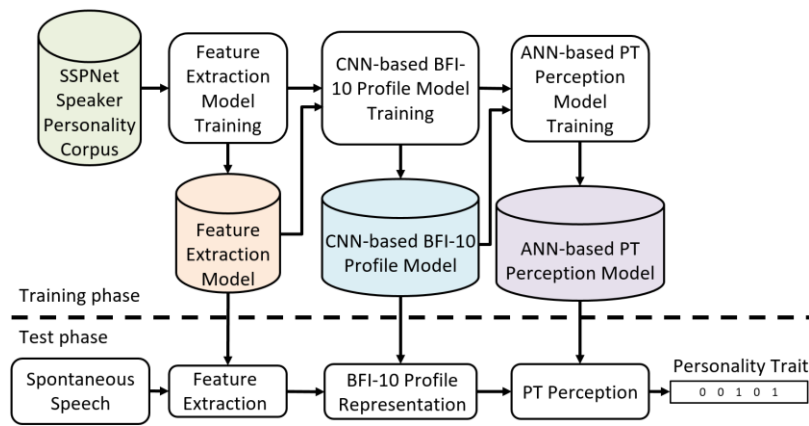 SSPNet
Speaker
Personality
Corpus
Feature
Extraction
Model
Training
CNN-based BFI-
10 Profile Model
Training
ANN-based PT
Perception
Model
Training
Feature
Extraction
Model
CNN-based BFI-10
Profile Model
ANN-based PT
Perception Model
Training phase
Test phase
Spontaneous
Speech
Feature
Extraction
BFI-10 Profile
Representation
PT Perception
Personality Trait
0 0 1 0 1